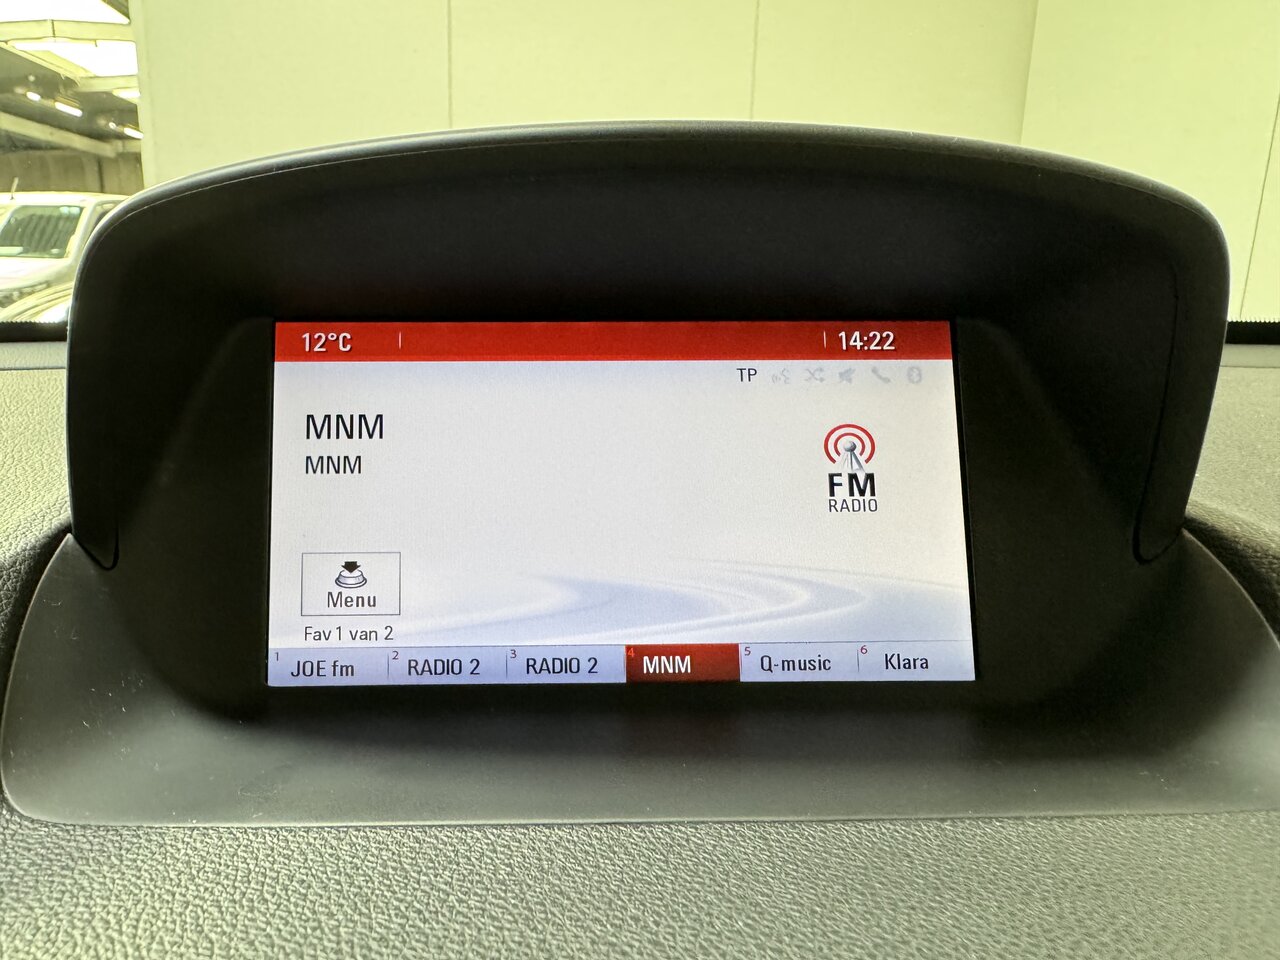 12°C 14:22
TP
MNM
MNM
FM
RADIO
Menu
Fav 1 van 2
1 JOE fm 2 RADIO 2 3 RADIO 2 4 MNM 5 Q-music 6 Klara